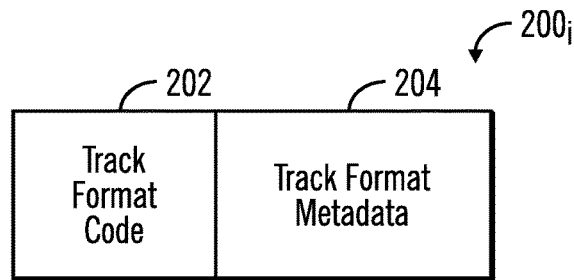 200i
202
204
Track
Format
Code
Track Format
Metadata